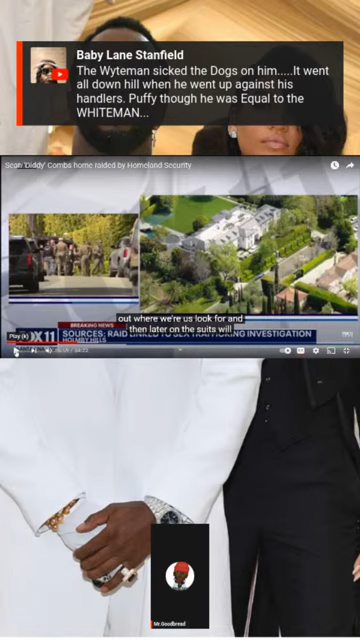 Baby Lane Stanfield
The Wyteman sicked the Dogs on him.....It went
all down hill when he went up against his
handlers. Puffy though he was Equal to the
WHITEMAN...
Sean 'Diddy' Combs home raided by Homeland Security
out where we're us look for and
then later on the suits will
BREAKING NEWS
Play (k)
OX 11 SOURCES: RAID LINKED TO SEX TRAFFICKING INVESTIGATION
HOLMBY HILLS
Mr.Goodbread